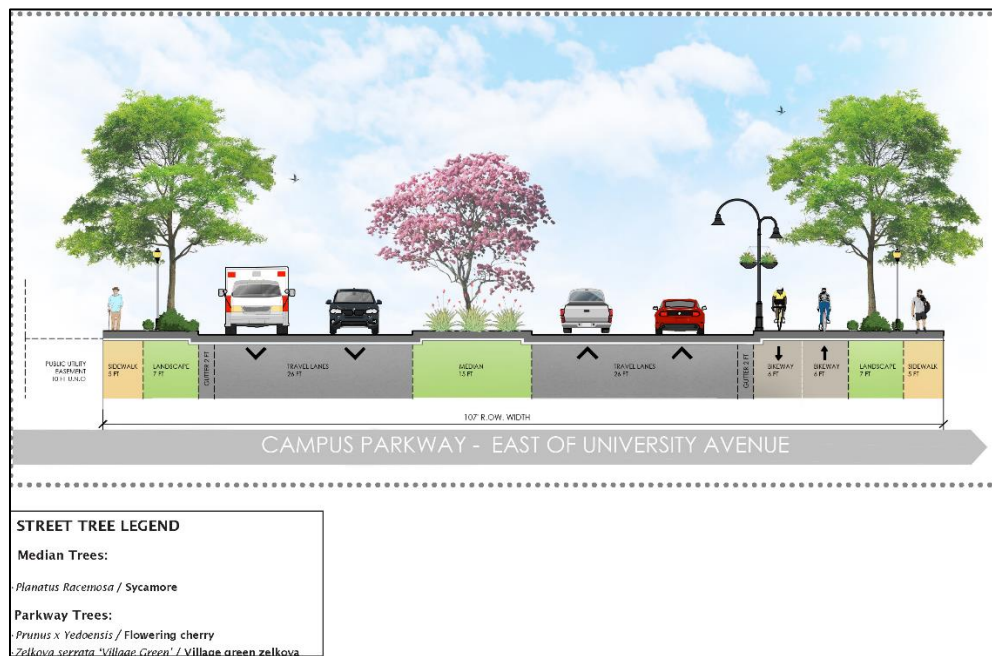 PUBLIC UTILITY
EASEMENT
10 FT. U.N.O
SIDEWALK
5 FT
LANDSCAPE
7 FT
GUTTER 2 FT
TRAVEL LANES
26 FT
MEDIAN
15 FT
TRAVEL LANES
26 FT
GUTTER 2 FT
BIKEWAY
6 FT
BIKEWAY
6 FT
LANDSCAPE
7 FT
SIDEWALK
5 FT
107' R.OW. WIDTH
CAMPUS PARKWAY - EAST OF UNIVERSITY AVENUE
STREET TREE LEGEND
Median Trees:
Planatus Racemosa / Sycamore
Parkway Trees:
Prunus x Yedoensis / Flowering cherry
Zelkova serrata 'Village Green' / Village green zelkova